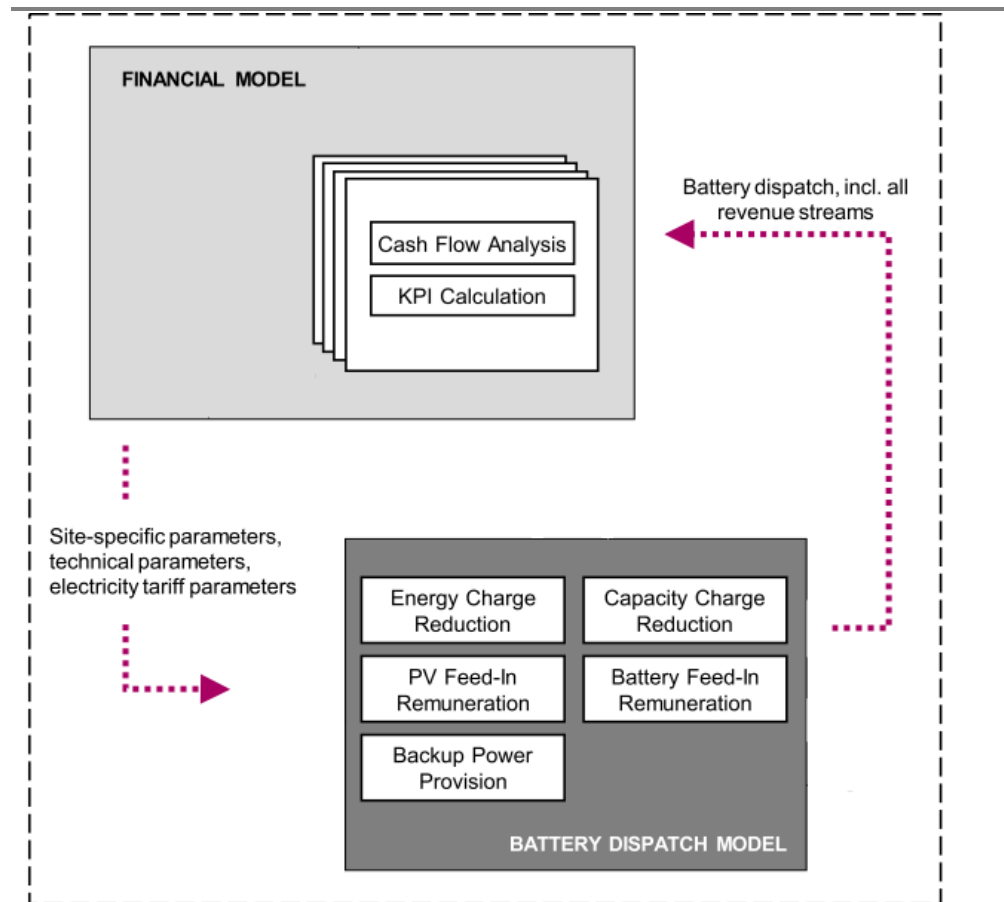 FINANCIAL MODEL
Cash Flow Analysis
KPI Calculation
Battery dispatch, incl. all
revenue streams
Site-specific parameters,
technical parameters,
electricity tariff parameters
Energy Charge
Reduction
Capacity Charge
Reduction
PV Feed-In
Remuneration
Battery Feed-In
Remuneration
Backup Power
Provision
BATTERY DISPATCH MODEL